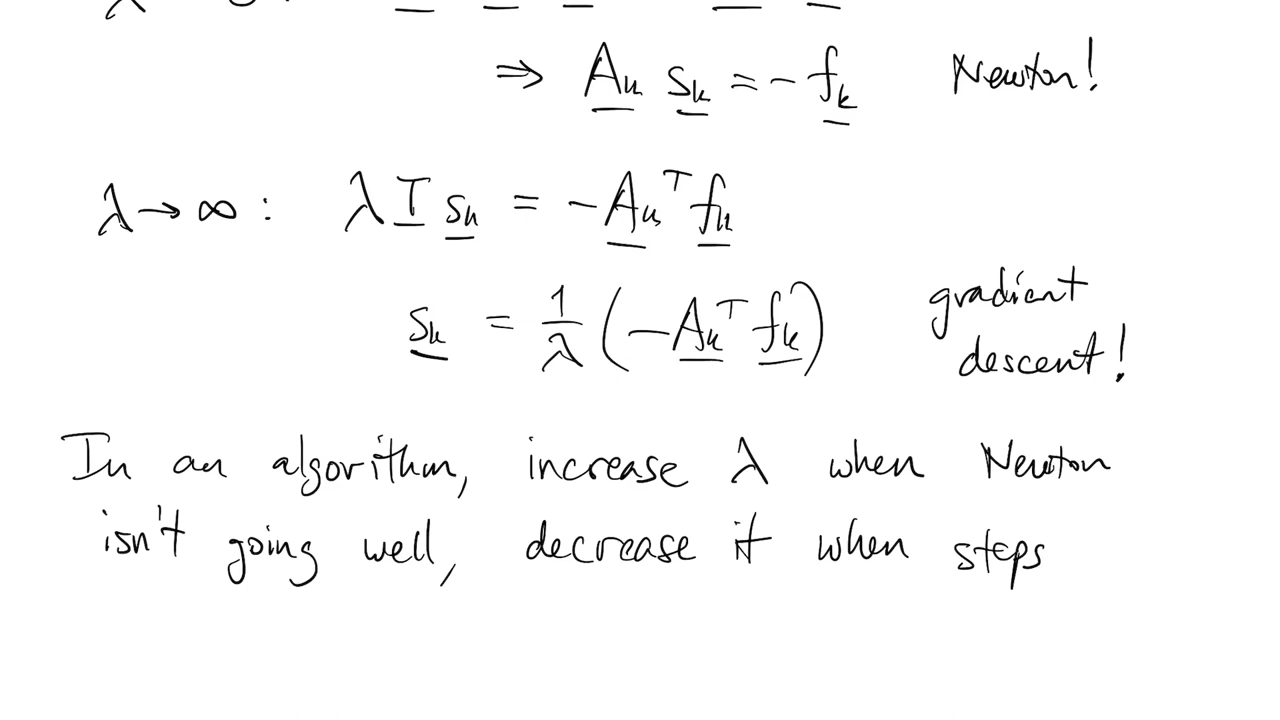 λ
⇒ A_k s_k = - f_k Newton!
λ → ∞ : λ I s_k = - A_k^T f_k
s_k = 1/λ ( - A_k^T f_k ) gradient descent!
In an algorithm, increase λ when Newton
isn't going well, decrease it when steps